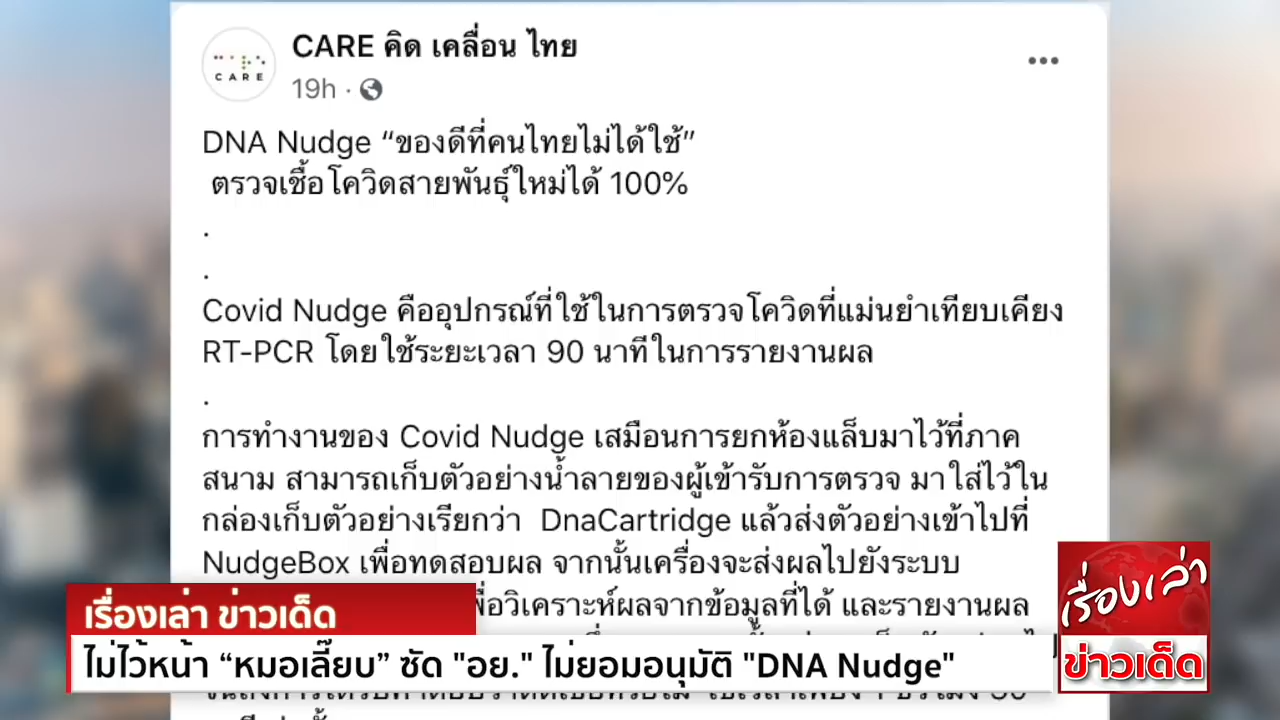 CARE คิด เคลื่อน ไทย
CARE
19h
DNA Nudge “ของดีที่คนไทยไม่ได้ใช้”
ตรวจเชื้อโควิดสายพันธุ์ใหม่ได้ 100%
.
.
Covid Nudge คืออุปกรณ์ที่ใช้ในการตรวจโควิดที่แม่นยำเทียบเคียง
RT-PCR โดยใช้ระยะเวลา 90 นาทีในการรายงานผล
.
การทำงานของ Covid Nudge เสมือนการยกห้องแล็บมาไว้ที่ภาค
สนาม สามารถเก็บตัวอย่างน้ำลายของผู้เข้ารับการตรวจ มาใส่ไว้ใน
กล่องเก็บตัวอย่างเรียกว่า DnaCartridge แล้วส่งตัวอย่างเข้าไปที่
NudgeBox เพื่อทดสอบผล จากนั้นเครื่องจะส่งผลไปยังระบบ
วิเคราะห์ผลจากข้อมูลที่ได้ และรายงานผล
เรื่องเล่า ข่าวเด็ด
ไม่ไว้หน้า “หมอเลี๊ยบ” ซัด "อย." ไม่ยอมอนุมัติ "DNA Nudge"
เรื่องเล่า
ข่าวเด็ด